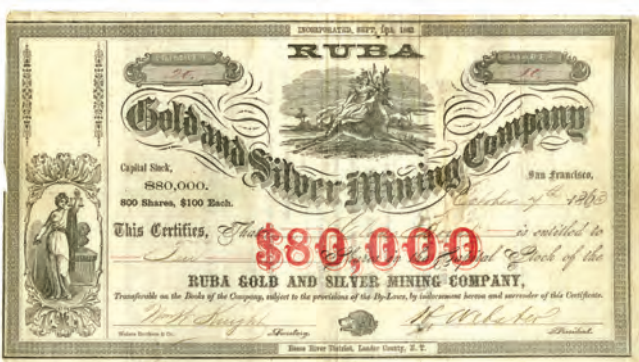 INCORPORATED, SEPT. 1863
RUBA
Gold and Silver Mining Company
Capital Stock,
$80,000.
800 Shares, $100 Each.
San Francisco,
October 7th 1863
This Certifies, That is entitled to
Ten Shares in the Capital Stock of the
$80,000
RUBA GOLD AND SILVER MINING COMPANY,
Transferable on the Books of the Company, subject to the provisions of the By-Laws, by indorsement hereon and surrender of this Certificate.
Wm Knight Secretary. Webster President.
Reese River District, Lander County, N. T.